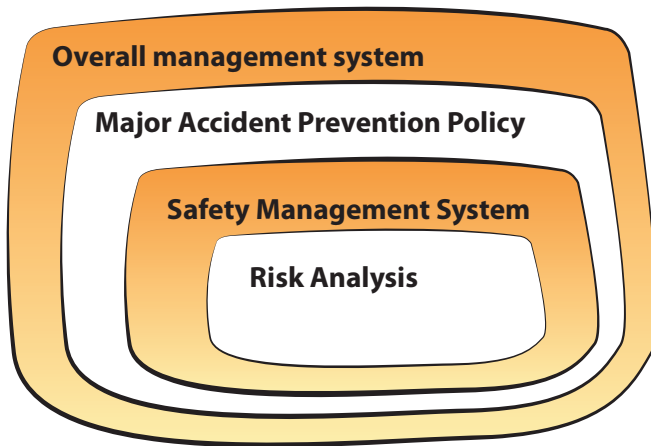 Overall management system
Major Accident Prevention Policy
Safety Management System
Risk Analysis